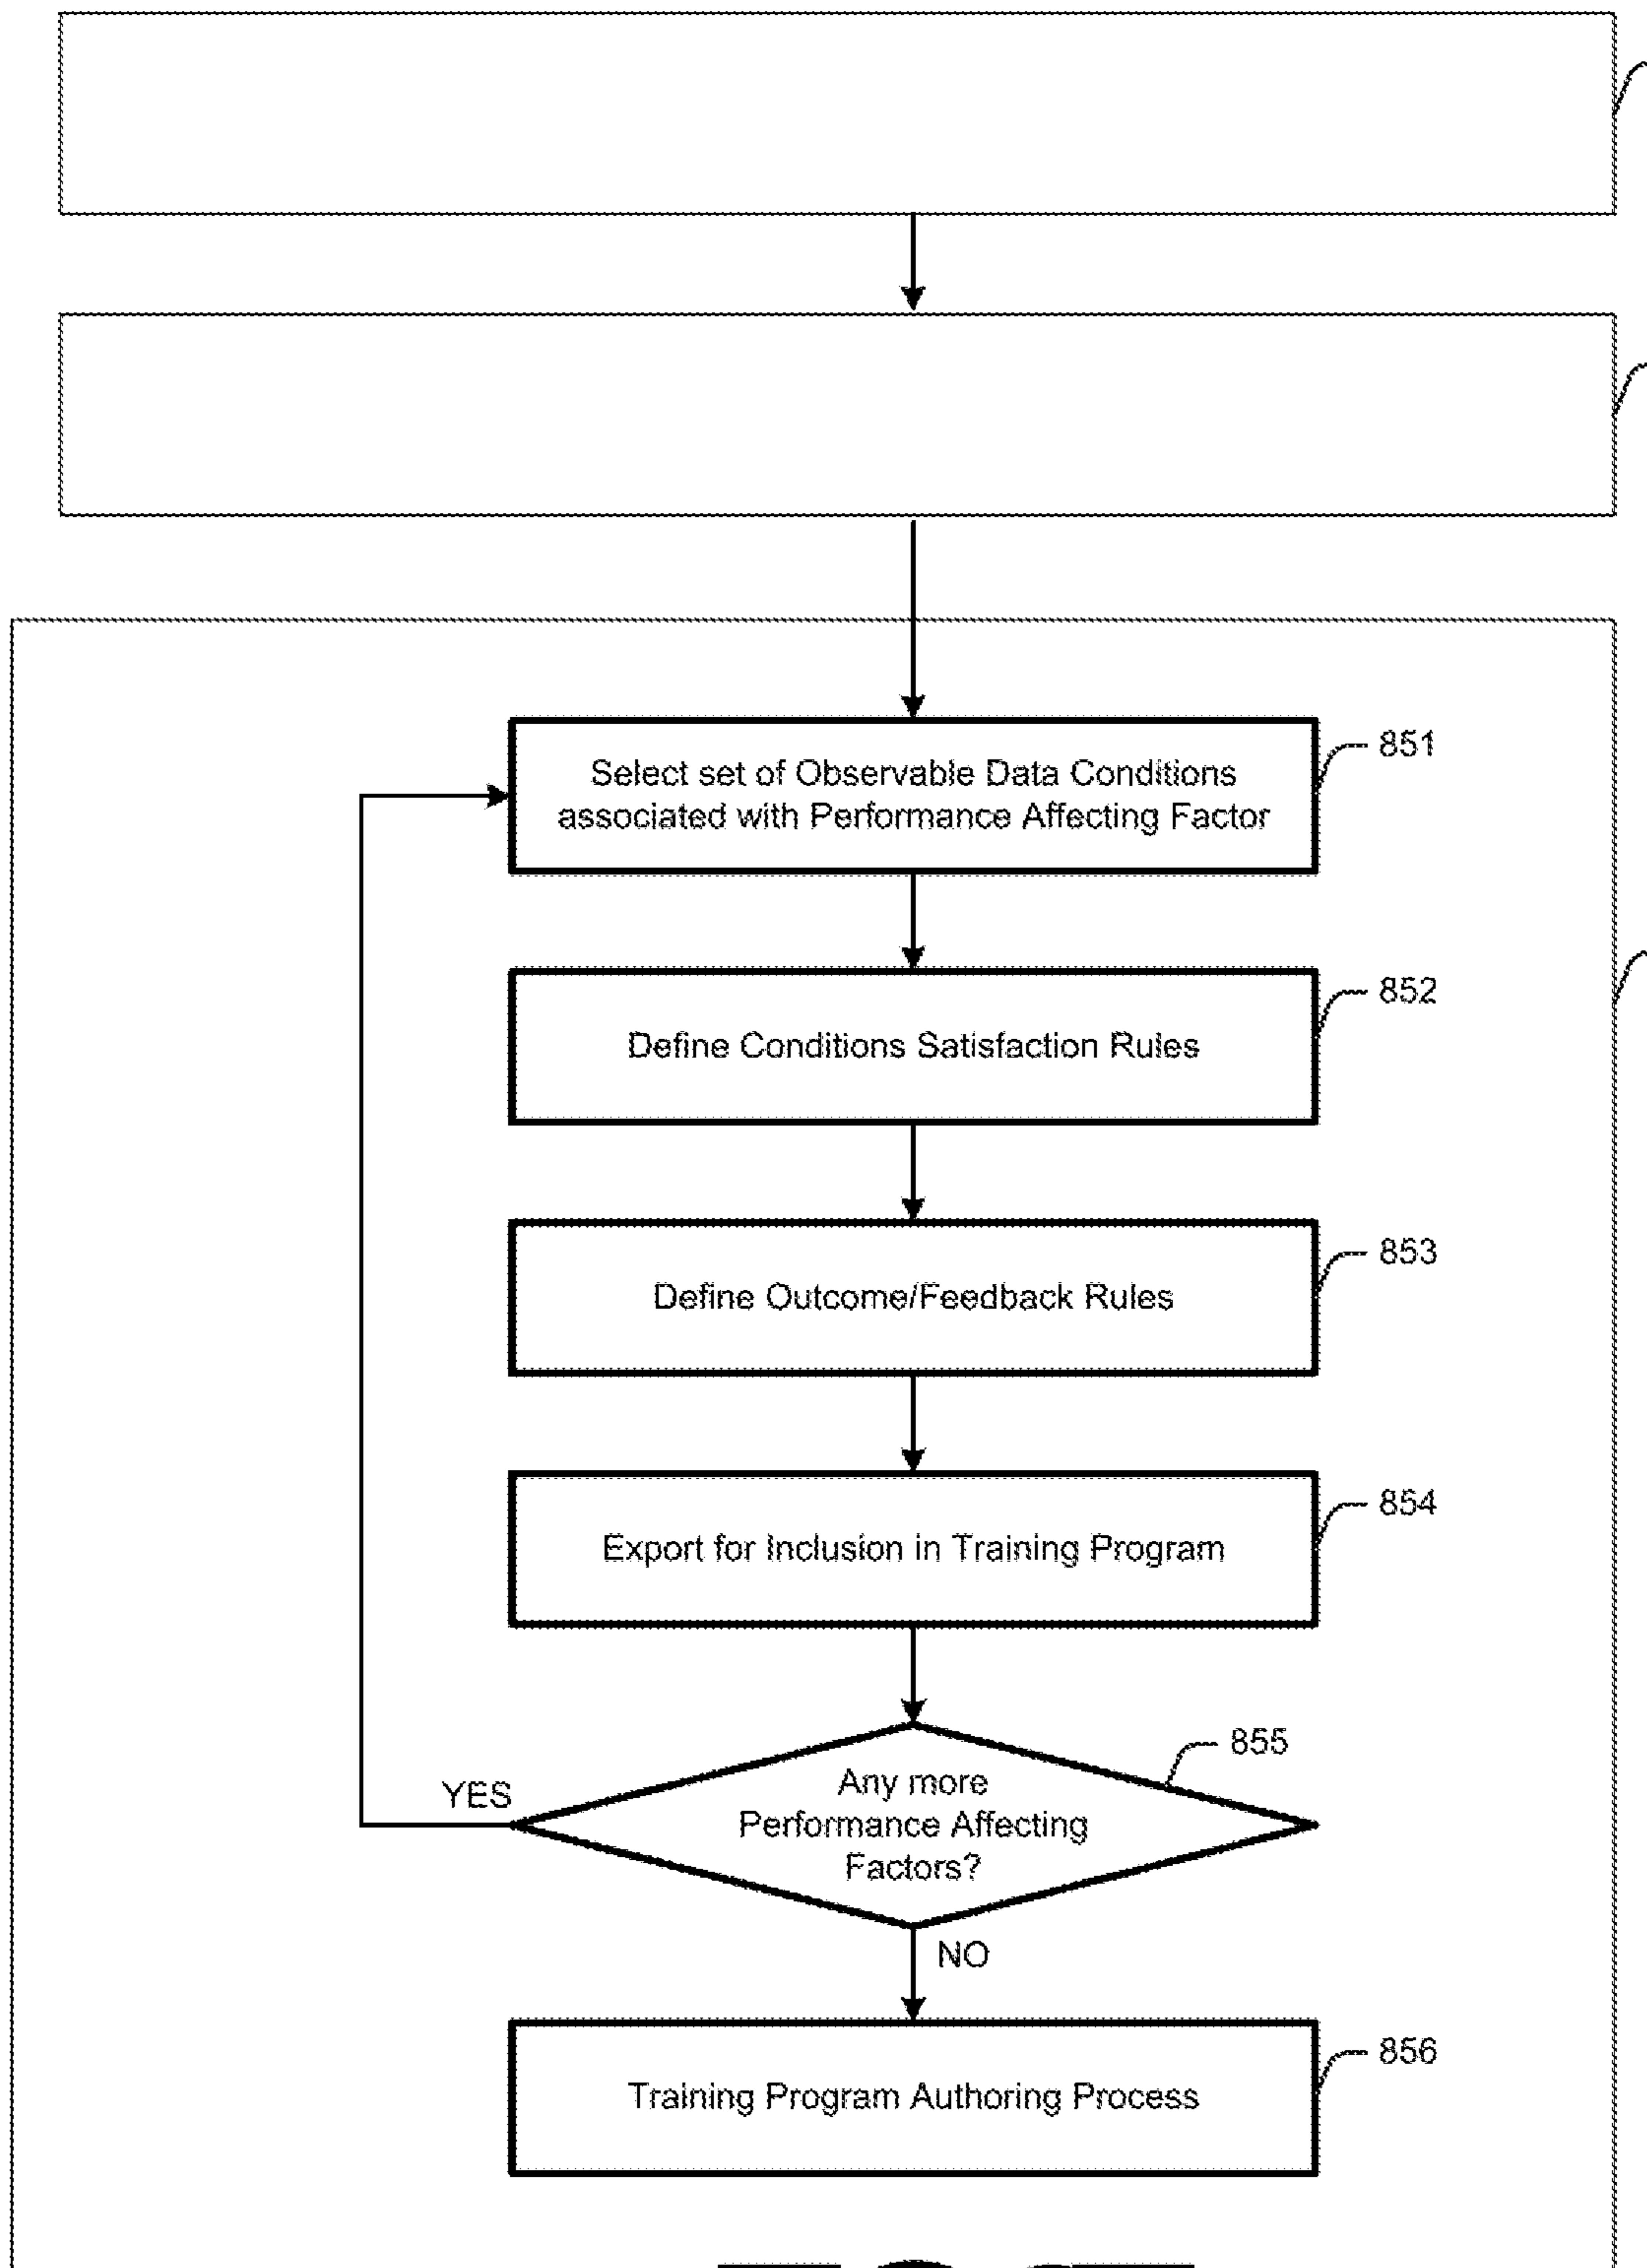 Select set of Observable Data Conditions
associated with Performance Affecting Factor
851
Define Conditions Satisfaction Rules
852
Define Outcome/Feedback Rules
853
Export for Inclusion in Training Program
854
Any more
Performance Affecting
Factors?
855
YES
NO
Training Program Authoring Process
856